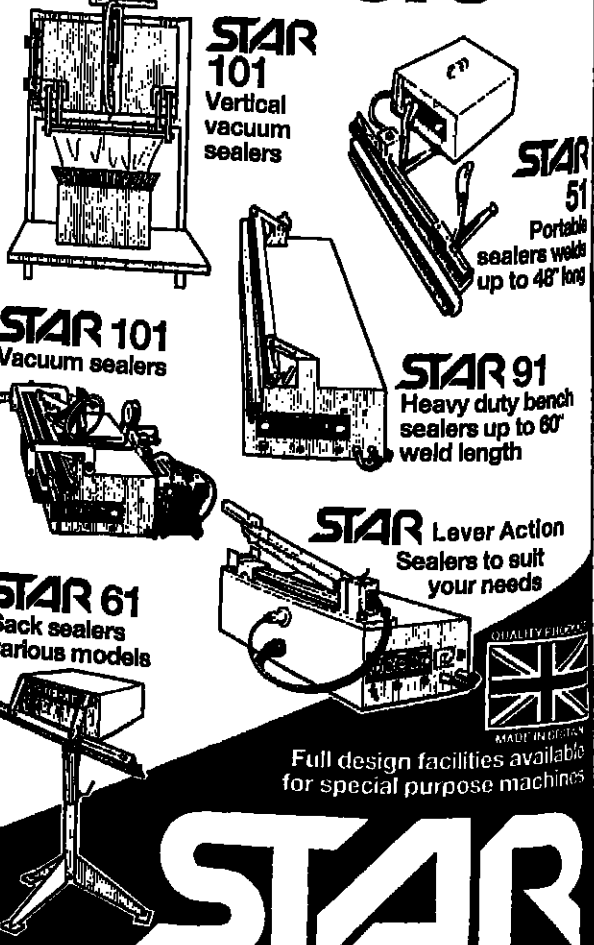 STAR
101
Vertical
vacuum
sealers
STAR
51
Portable
sealers welds
up to 48" long
STAR 101
Vacuum sealers
STAR 91
Heavy duty bench
sealers up to 60"
weld length
STAR Lever Action
Sealers to suit
your needs
STAR 61
Sack sealers
various models
QUALITY
MADE IN BRITAIN
Full design facilities available
for special purpose machines
STAR